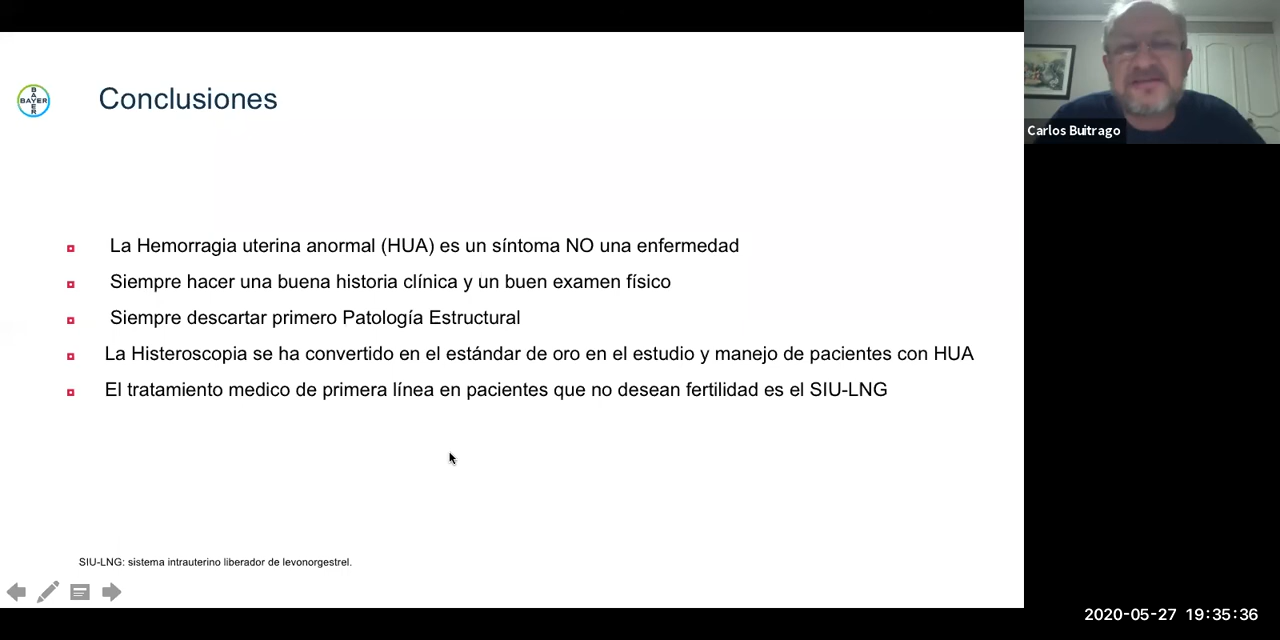 BAYER
BAYER
Conclusiones
La Hemorragia uterina anormal (HUA) es un síntoma NO una enfermedad
Siempre hacer una buena historia clínica y un buen examen físico
Siempre descartar primero Patología Estructural
La Histeroscopia se ha convertido en el estándar de oro en el estudio y manejo de pacientes con HUA
El tratamiento medico de primera línea en pacientes que no desean fertilidad es el SIU-LNG
SIU-LNG: sistema intrauterino liberador de levonorgestrel.
Carlos Buitrago
2020-05-27 19:35:36